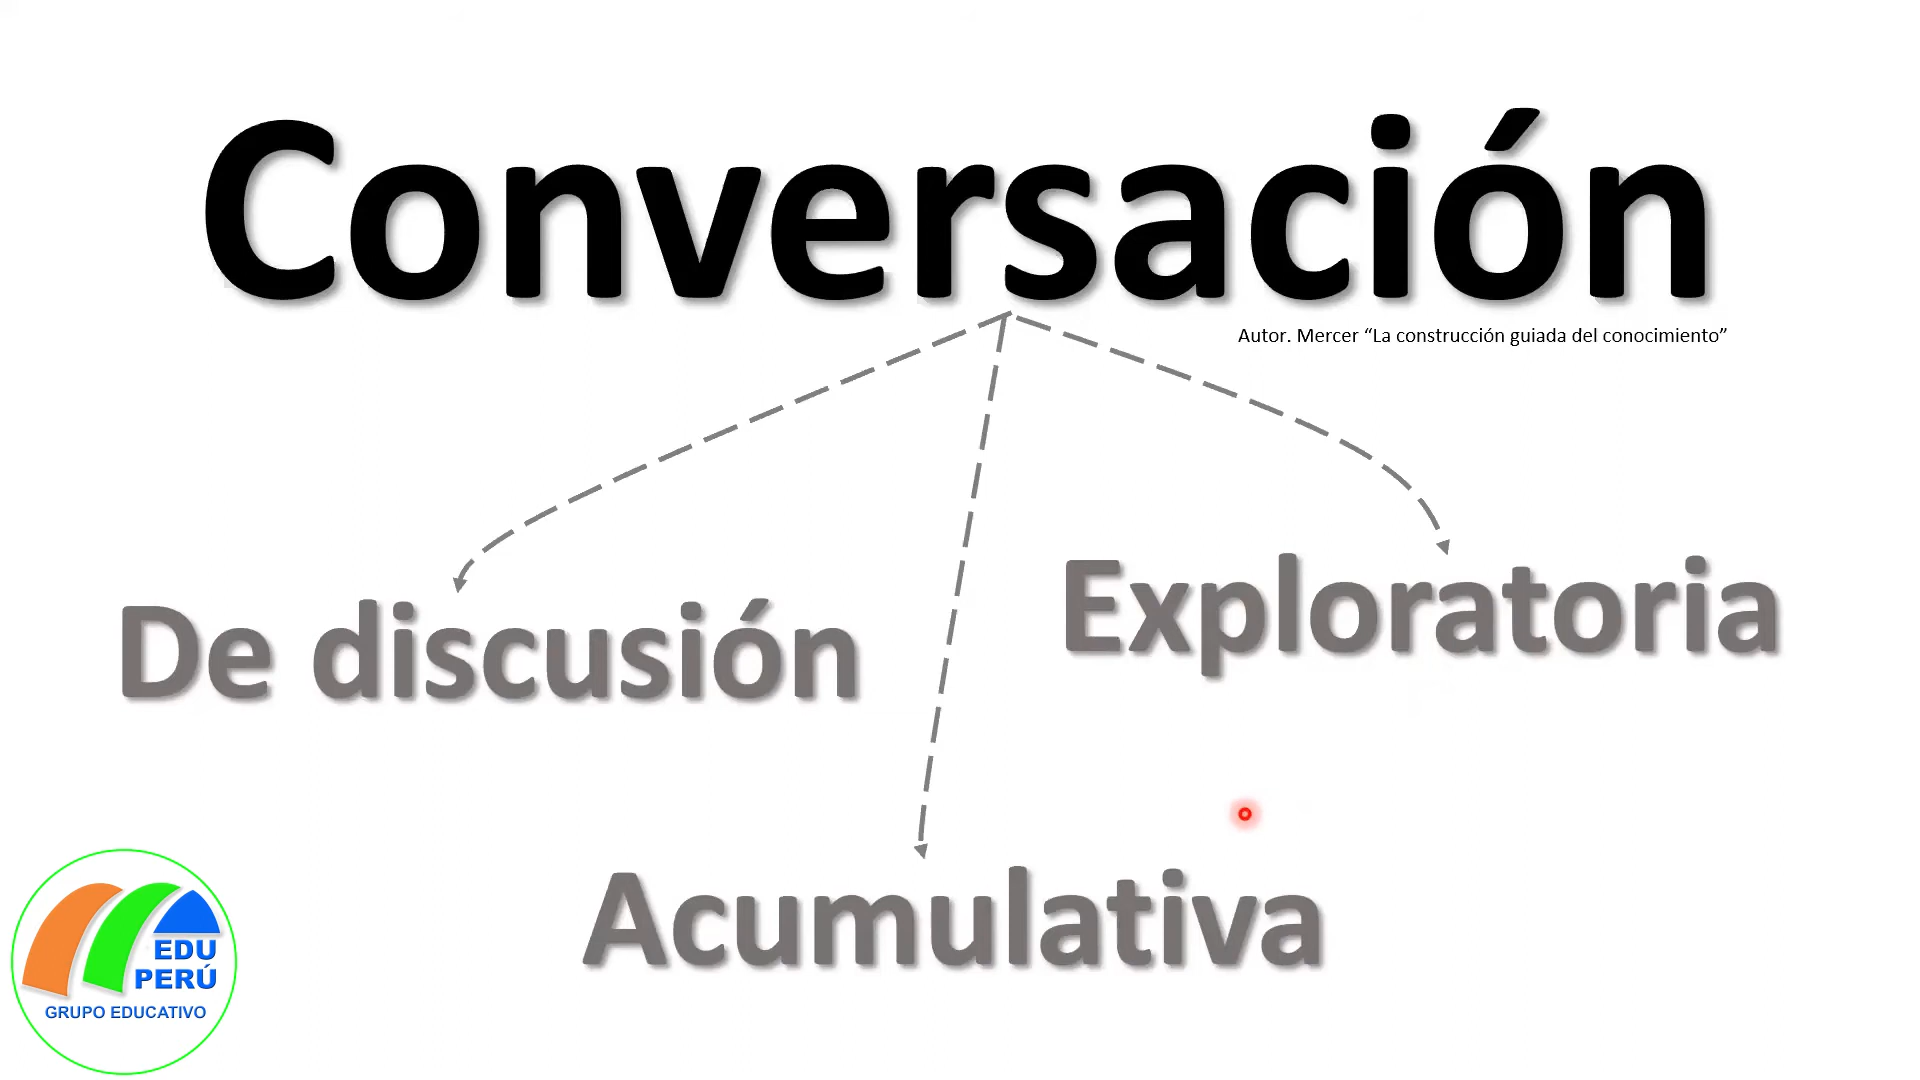 Conversación
Autor. Mercer “La construcción guiada del conocimiento”
De discusión
Exploratoria
Acumulativa
EDU
PERÚ
GRUPO EDUCATIVO